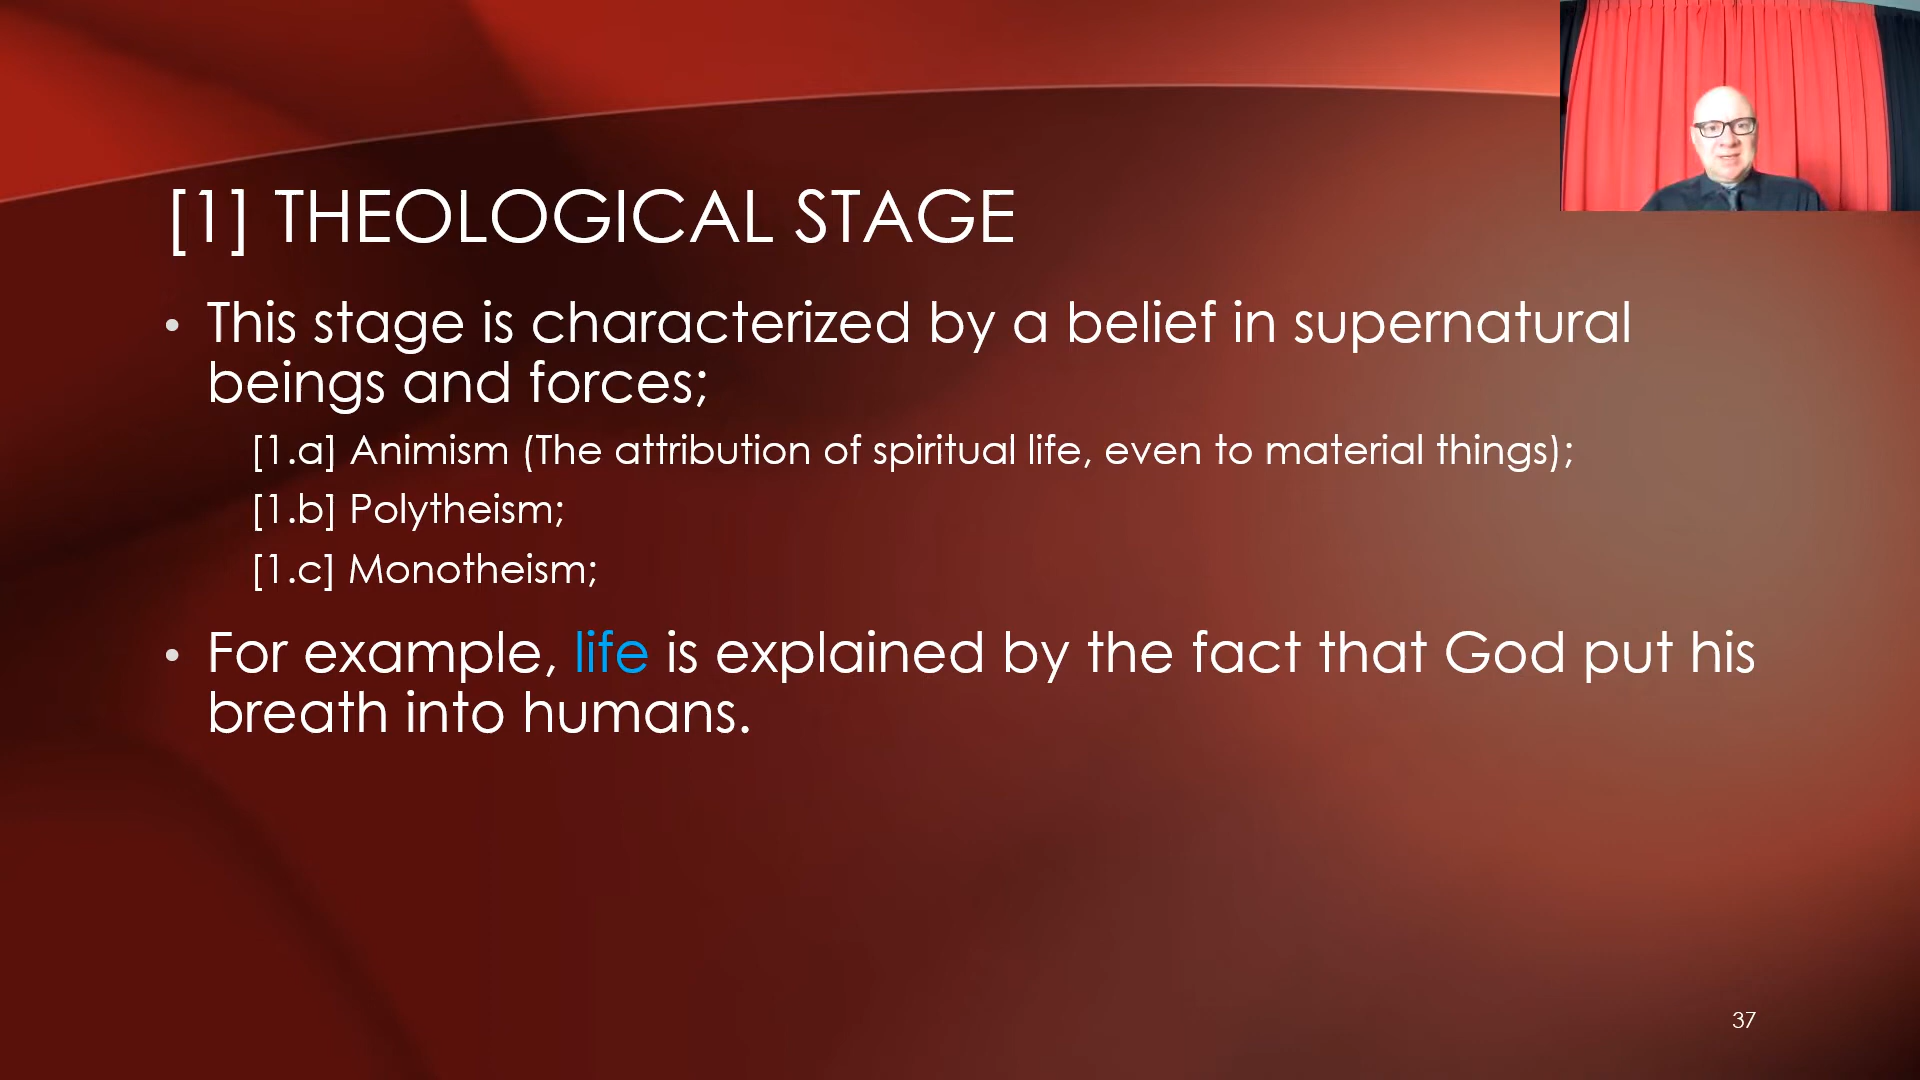 [1] THEOLOGICAL STAGE
• This stage is characterized by a belief in supernatural
beings and forces;
[1.a] Animism (The attribution of spiritual life, even to material things);
[1.b] Polytheism;
[1.c] Monotheism;
• For example, life is explained by the fact that God put his
breath into humans.
37